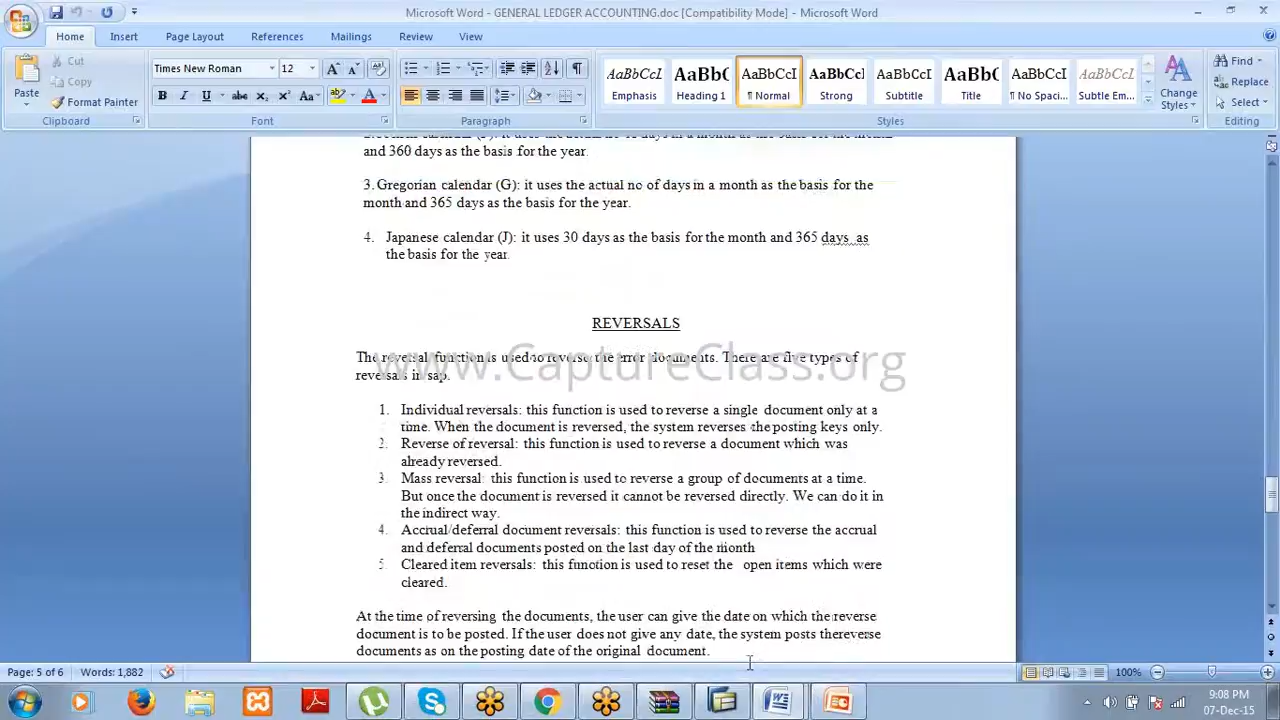 Microsoft Word - GENERAL LEDGER ACCOUNTING.doc [Compatibility Mode] - Microsoft Word
Home Insert Page Layout References Mailings Review View
Cut
Copy
Paste
Format Painter
Clipboard
Times New Roman 12
Font
Paragraph
AaBbCcI AaBbC AaBbCcI AaBbCcI AaBbCcI AaBbC AaBbCcI AaBbCcI
Emphasis Heading 1 ¶ Normal Strong Subtitle Title ¶ No Spaci... Subtle Em...
Styles
Change Styles
Find
Replace
Select
Editing
and 360 days as the basis for the year.
3. Gregorian calendar (G): it uses the actual no of days in a month as the basis for the
month and 365 days as the basis for the year.
4. Japanese calendar (J): it uses 30 days as the basis for the month and 365 days as
the basis for the year.
REVERSALS
The reversal function is used to reverse the error documents. There are five types of
reversals in sap.
www.CaptureClass.org
1. Individual reversals: this function is used to reverse a single document only at a
time. When the document is reversed, the system reverses the posting keys only.
2. Reverse of reversal: this function is used to reverse a document which was
already reversed.
3. Mass reversal: this function is used to reverse a group of documents at a time.
But once the document is reversed it cannot be reversed directly. We can do it in
the indirect way.
4. Accrual/deferral document reversals: this function is used to reverse the accrual
and deferral documents posted on the last day of the month
5. Cleared item reversals: this function is used to reset the open items which were
cleared.
At the time of reversing the documents, the user can give the date on which the reverse
document is to be posted. If the user does not give any date, the system posts thereverse
documents as on the posting date of the original document.
Page: 5 of 6 Words: 1,882 100%
9:08 PM
07-Dec-15